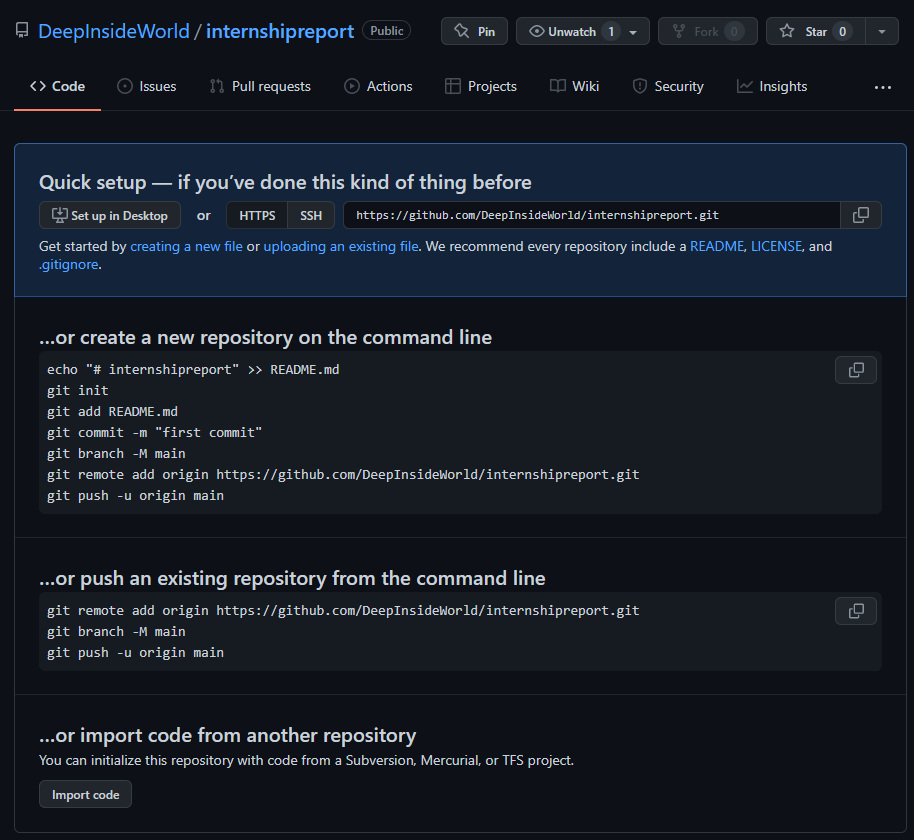 DeepInsideWorld / internshipreport Public
Pin
Unwatch 1
Fork 0
Star 0
Code
Issues
Pull requests
Actions
Projects
Wiki
Security
Insights
Quick setup — if you’ve done this kind of thing before
Set up in Desktop or HTTPS SSH https://github.com/DeepInsideWorld/internshipreport.git
Get started by creating a new file or uploading an existing file. We recommend every repository include a README, LICENSE, and
.gitignore.
…or create a new repository on the command line
echo "# internshipreport" >> README.md
git init
git add README.md
git commit -m "first commit"
git branch -M main
git remote add origin https://github.com/DeepInsideWorld/internshipreport.git
git push -u origin main
…or push an existing repository from the command line
git remote add origin https://github.com/DeepInsideWorld/internshipreport.git
git branch -M main
git push -u origin main
…or import code from another repository
You can initialize this repository with code from a Subversion, Mercurial, or TFS project.
Import code